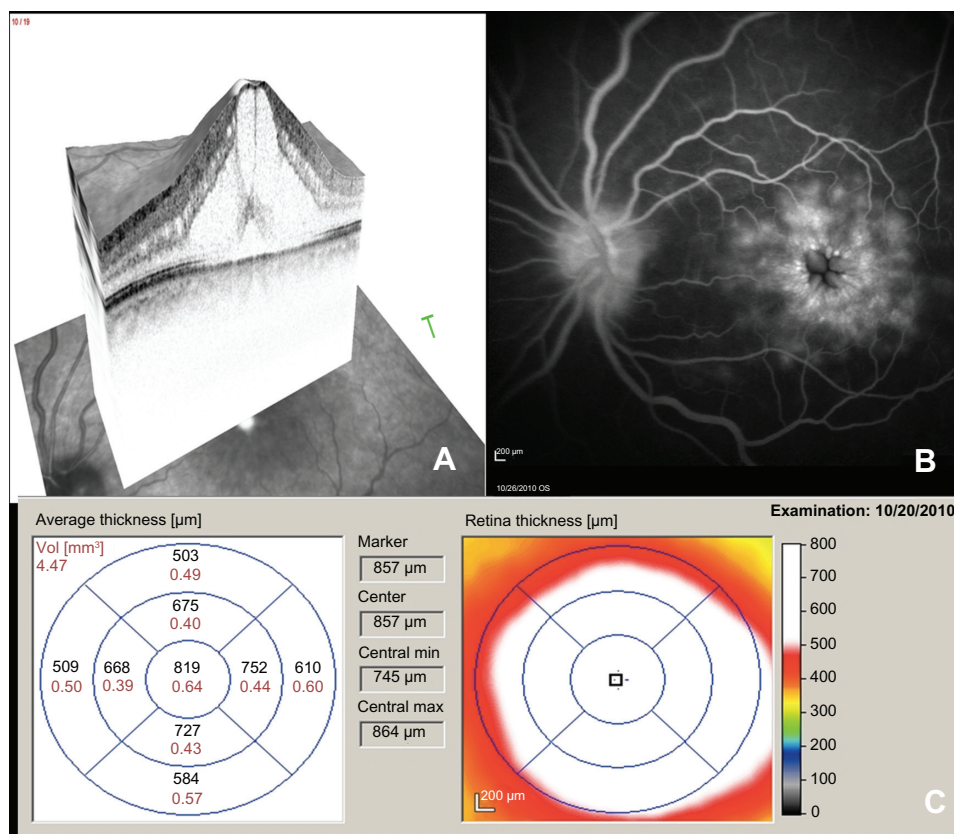 10 / 19
A
200 µm
10/26/2010 OS
B
Examination: 10/20/2010
Average thickness [µm]
Vol [mm³]
4.47
503
0.49
675
0.40
509 668 819 752 610
0.50 0.39 0.64 0.44 0.60
727
0.43
584
0.57
Marker
857 µm
Center
857 µm
Central min
745 µm
Central max
864 µm
Retina thickness [µm]
200 µm
800
700
600
500
400
300
200
100
0
C